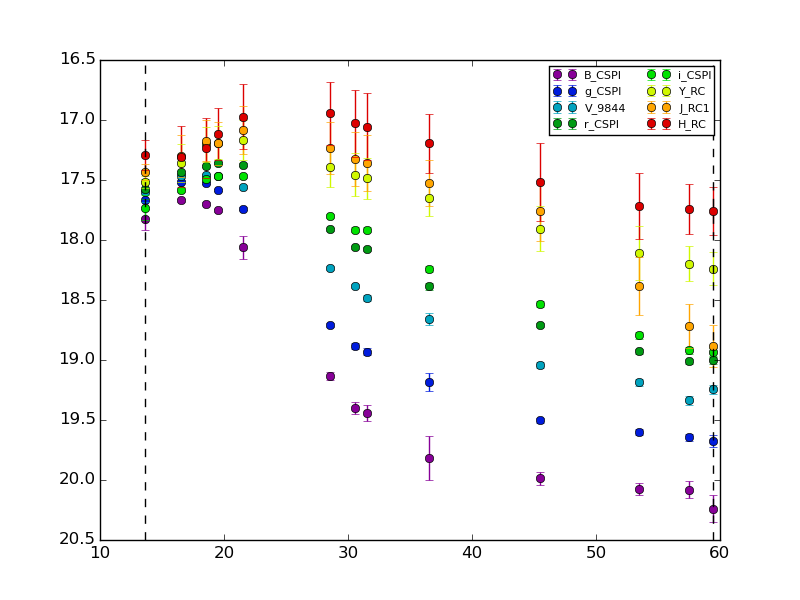 16.5
17.0
17.5
18.0
18.5
19.0
19.5
20.0
20.5
10
20
30
40
50
60
B_CSPI
g_CSPI
V_9844
r_CSPI
i_CSPI
Y_RC
J_RC1
H_RC